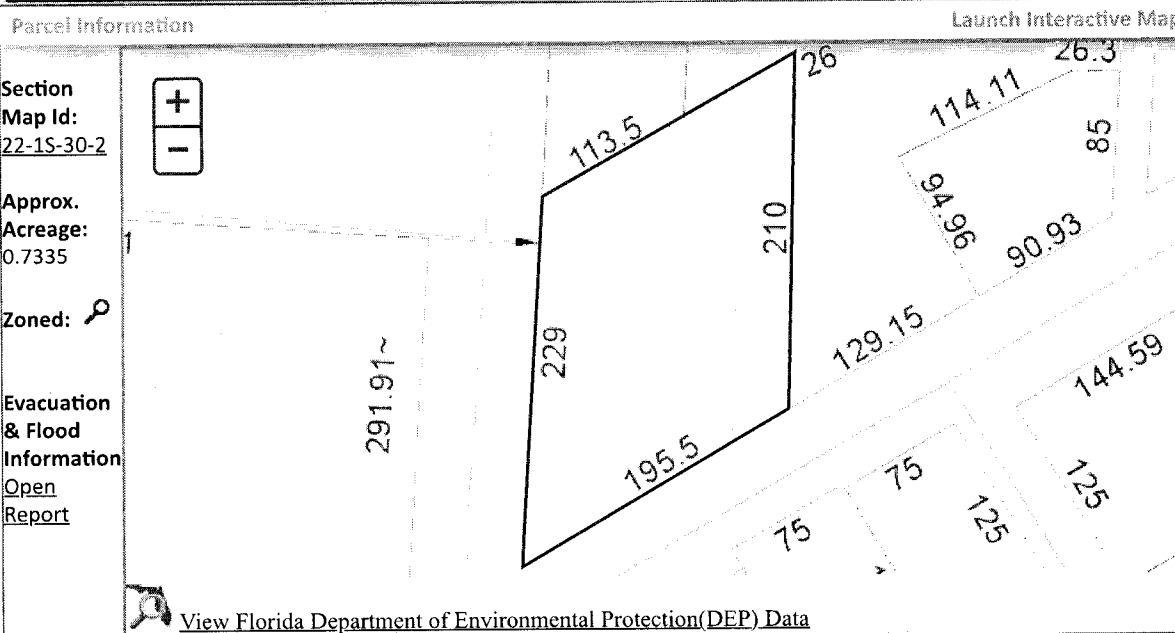 Parcel Information
Launch Interactive Map
Section
Map Id:
22-1S-30-2
Approx.
Acreage:
0.7335
Zoned:
Evacuation
& Flood
Information
Open
Report
+
−
1
291.91~
113.5
26
229
210
195.5
26.3
114.11
85
94.96
90.93
129.15
144.59
75
75
125
125
View Florida Department of Environmental Protection(DEP) Data